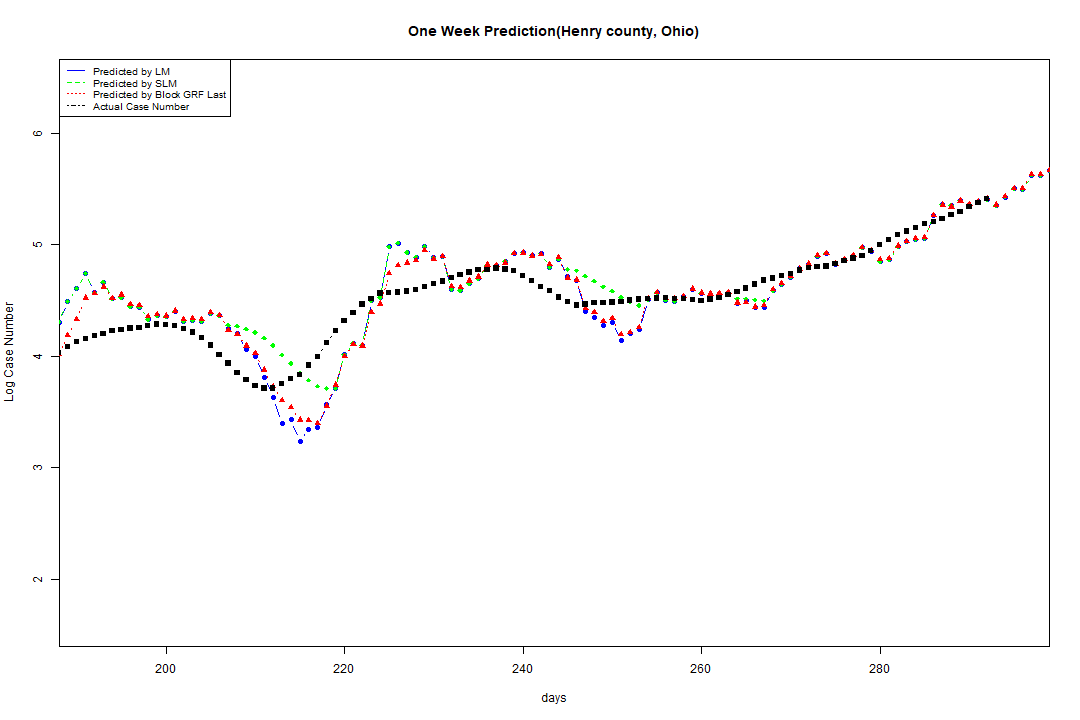 One Week Prediction(Henry county, Ohio)
Predicted by LM
Predicted by SLM
Predicted by Block GRF Last
Actual Case Number
6
5
4
3
2
Log Case Number
200
220
240
260
280
days